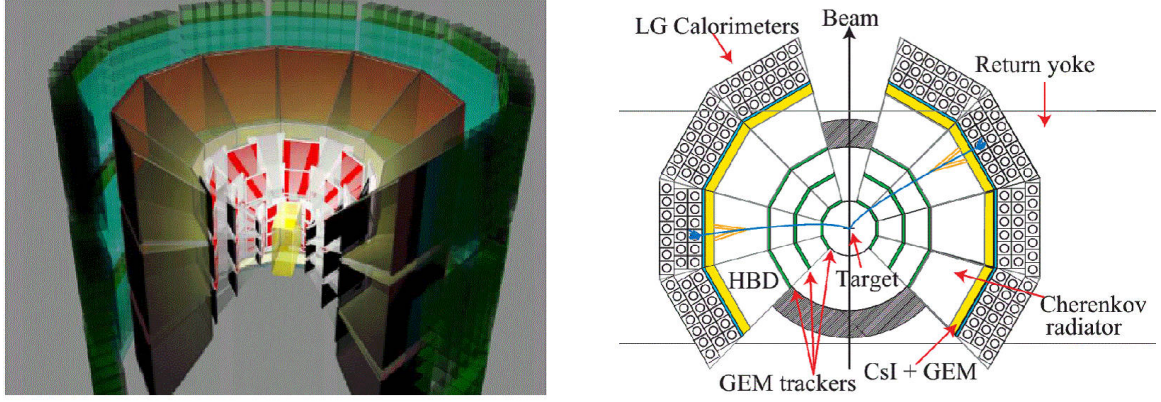 LG Calorimeters
Beam
Return yoke
HBD
Target
Cherenkov
radiator
GEM trackers
CsI + GEM